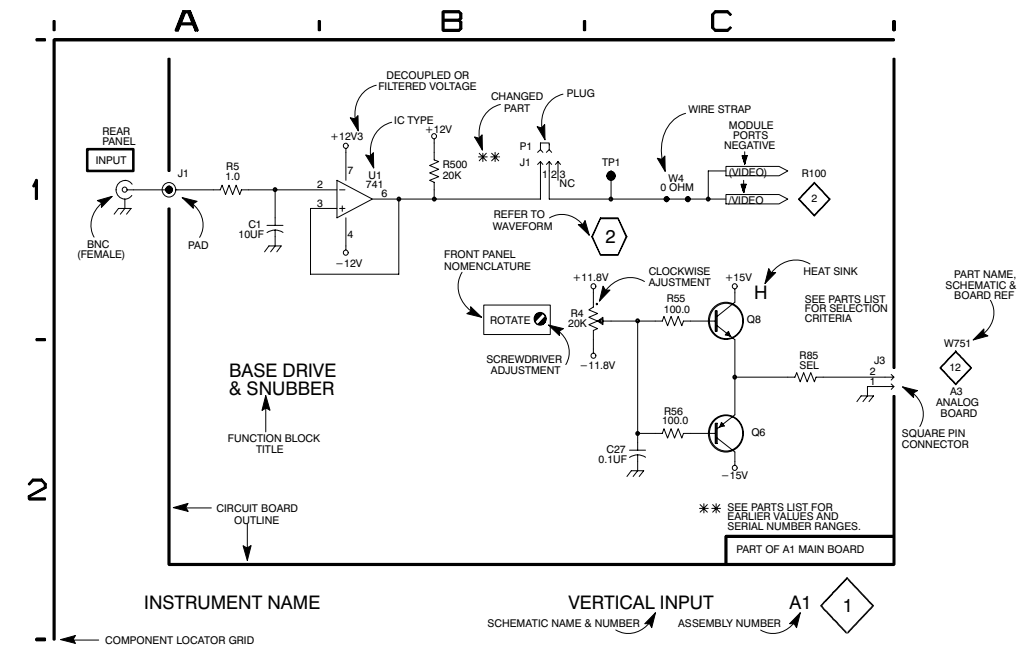 A
B
C
1
2
DECOUPLED OR
FILTERED VOLTAGE
CHANGED
PART
PLUG
IC TYPE
WIRE STRAP
MODULE
PORTS
NEGATIVE
REAR
PANEL
INPUT
+12V3
+12V
**
P1
J1
1 2 3
NC
TP1
(VIDEO)
/VIDEO
R100
2
J1
R5
1.0
2
3
7
U1
741
6
4
−12V
R500
20K
W4
0 OHM
C1
10UF
BNC
(FEMALE)
PAD
REFER TO
WAVEFORM
2
FRONT PANEL
NOMENCLATURE
+11.8V
CLOCKWISE
AJUSTMENT
+15V
H
HEAT SINK
PART NAME,
SCHEMATIC &
BOARD REF
ROTATE
R4
20K
R55
100.0
Q8
SEE PARTS LIST
FOR SELECTION
CRITERIA
SCREWDRIVER
ADJUSTMENT
−11.8V
W751
12
A3
ANALOG
BOARD
R85
SEL
J3
2
1
BASE DRIVE
& SNUBBER
FUNCTION BLOCK
TITLE
R56
100.0
Q6
SQUARE PIN
CONNECTOR
C27
0.1UF
−15V
CIRCUIT BOARD
OUTLINE
** SEE PARTS LIST FOR
EARLIER VALUES AND
SERIAL NUMBER RANGES.
PART OF A1 MAIN BOARD
INSTRUMENT NAME
VERTICAL INPUT
A1
1
SCHEMATIC NAME & NUMBER
ASSEMBLY NUMBER
COMPONENT LOCATOR GRID